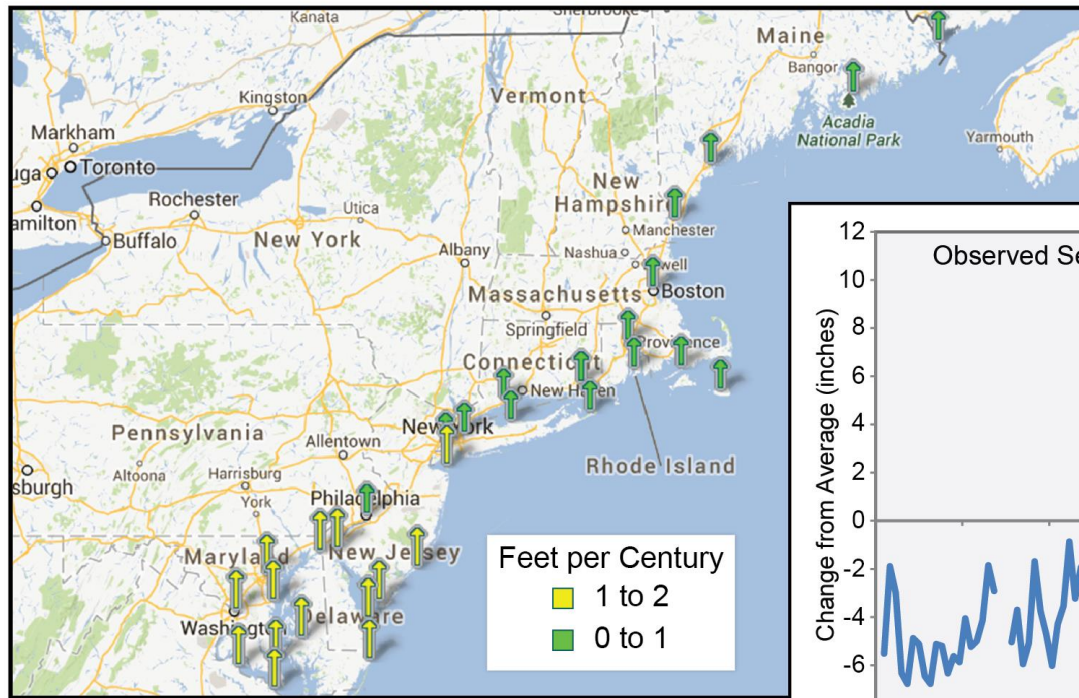 Kanata
Maine
Bangor
Acadia
National Park
Yarmouth
Vermont
Kingston
Markham
uga
Toronto
amilton
Rochester
Buffalo
Utica
New York
Albany
New
Hampshire
Manchester
Nashua
Boston
Massachusetts
Springfield
Providence
Connecticut
New Haven
New York
Rhode Island
Pennsylvania
Allentown
Altoona
sburgh
Harrisburg
York
Philadelphia
Maryland
New Jersey
Delaware
Washington
Feet per Century
1 to 2
0 to 1
Observed Se
Change from Average (inches)
12
10
8
6
4
2
0
-2
-4
-6